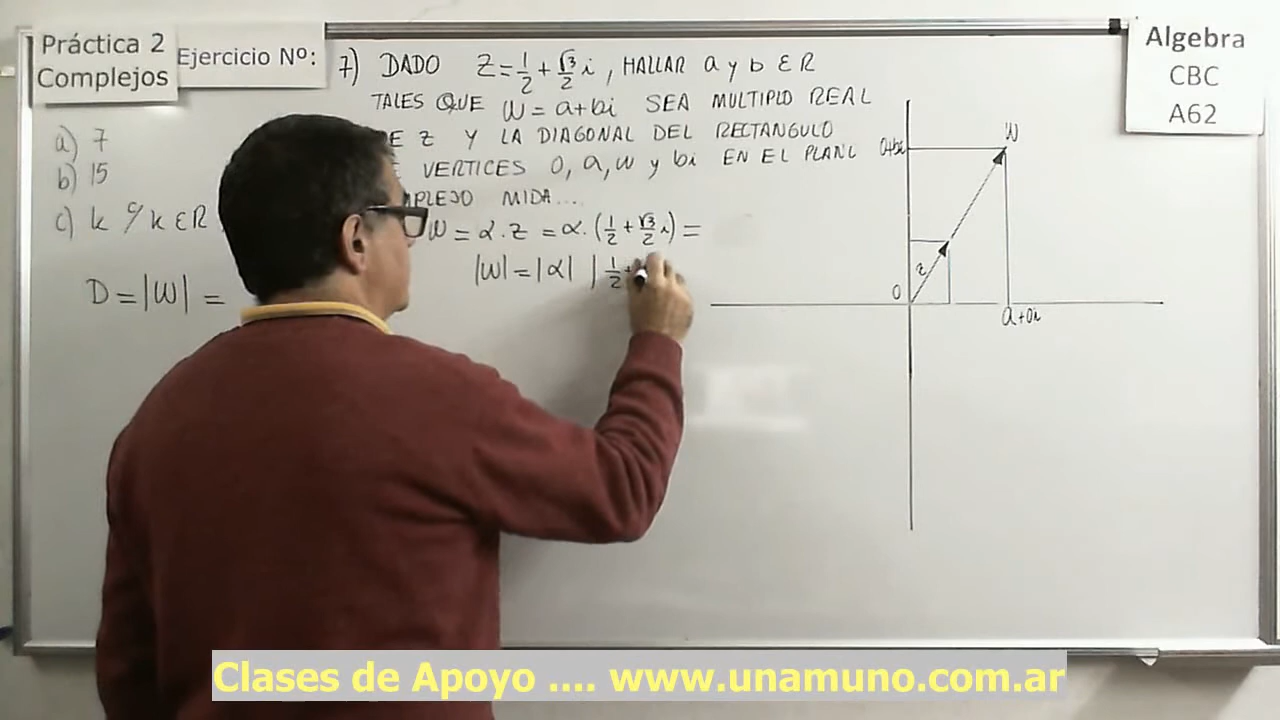 Práctica 2
Complejos
Ejercicio Nº:
7) DADO Z = 1/2 + √3/2 i, HALLAR a y b ∈ R
TALES QUE W = a + bi SEA MULTIPLO REAL
E Z Y LA DIAGONAL DEL RECTANGULO
VERTICES 0, a, w y bi EN EL PLANO
MPLEJO MIDA...
a) 7
b) 15
c) k % k ∈ R
W = α . Z = α . (1/2 + √3/2 i) =
|W| = |α| | 1/2 +
D = |W| =
Algebra
CBC
A62
W
z
0
a+0i
Clases de Apoyo .... www.unamuno.com.ar